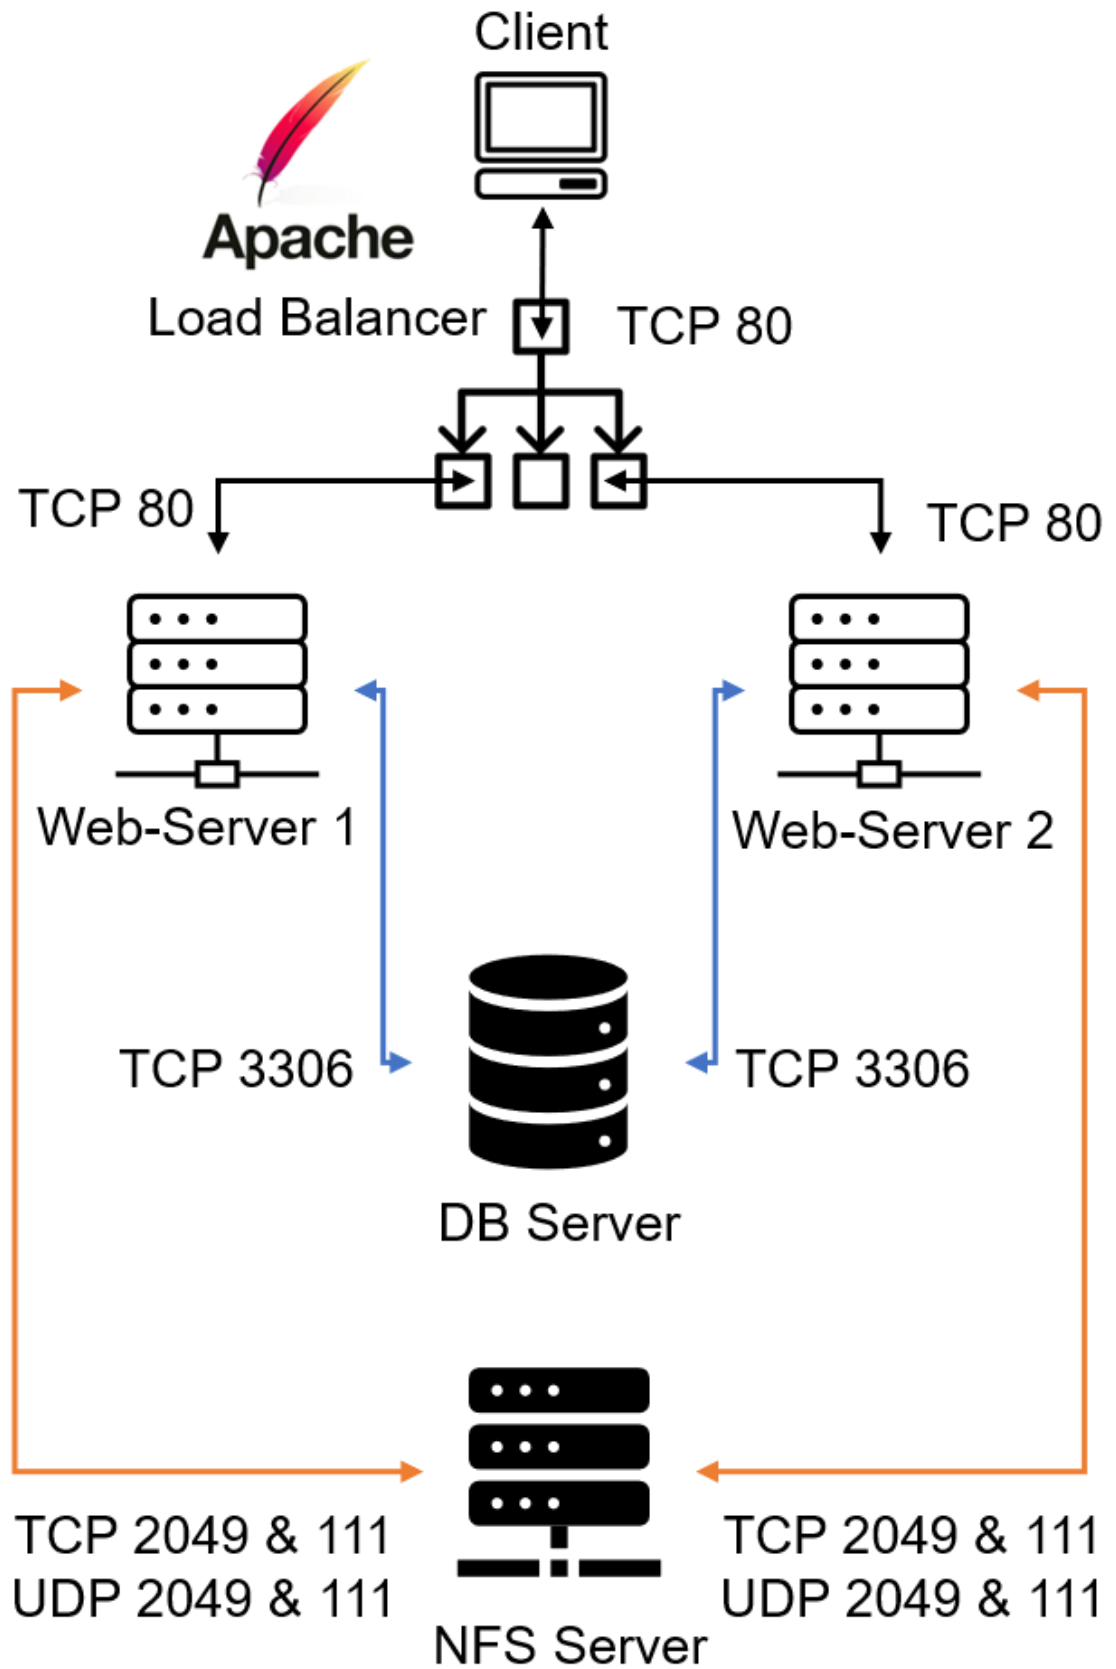 Client
Apache
Load Balancer
TCP 80
TCP 80
TCP 80
Web-Server 1
Web-Server 2
TCP 3306
TCP 3306
DB Server
TCP 2049 & 111
UDP 2049 & 111
TCP 2049 & 111
UDP 2049 & 111
NFS Server